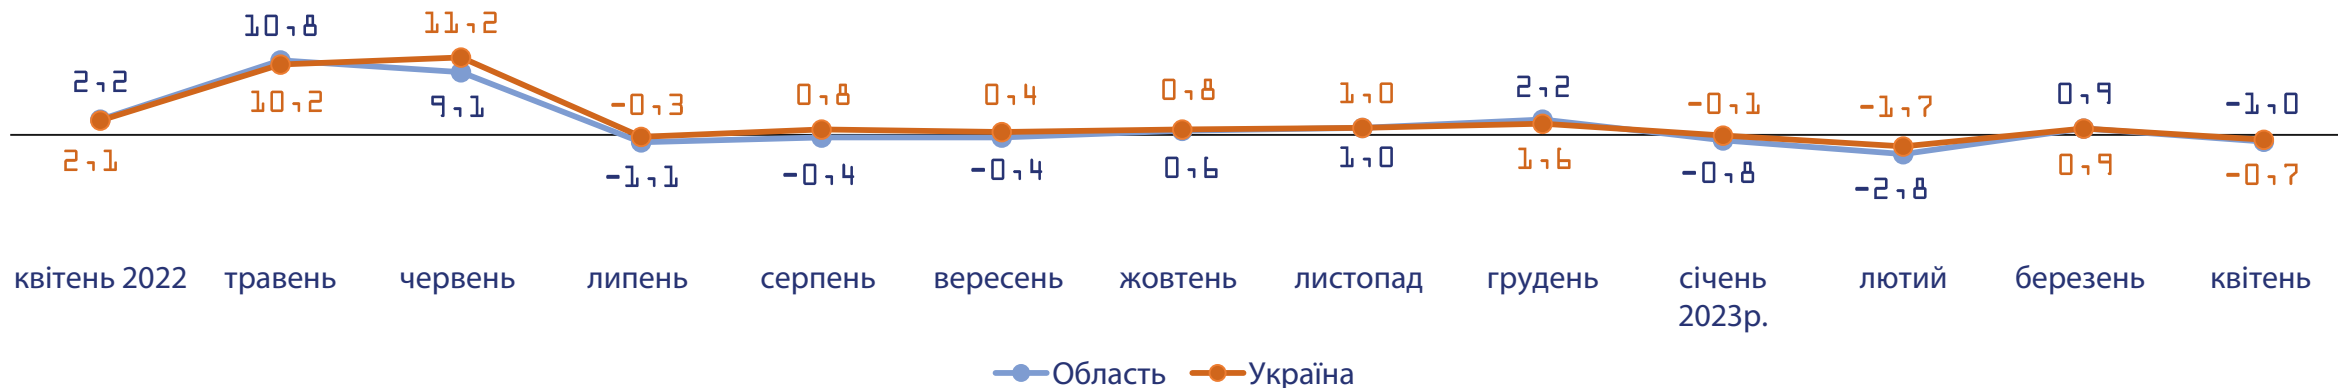 10,8 11,2
2,2 10,2 9,1 -0,3 0,8 0,4 0,8 1,0 2,2 -0,1 -1,7 0,9 -1,0
2,1 -1,1 -0,4 -0,4 0,6 1,0 1,6 -0,8 -2,8 0,9 -0,7
квітень 2022 травень червень липень серпень вересень жовтень листопад грудень січень лютий березень квітень
2023р.
Область Україна